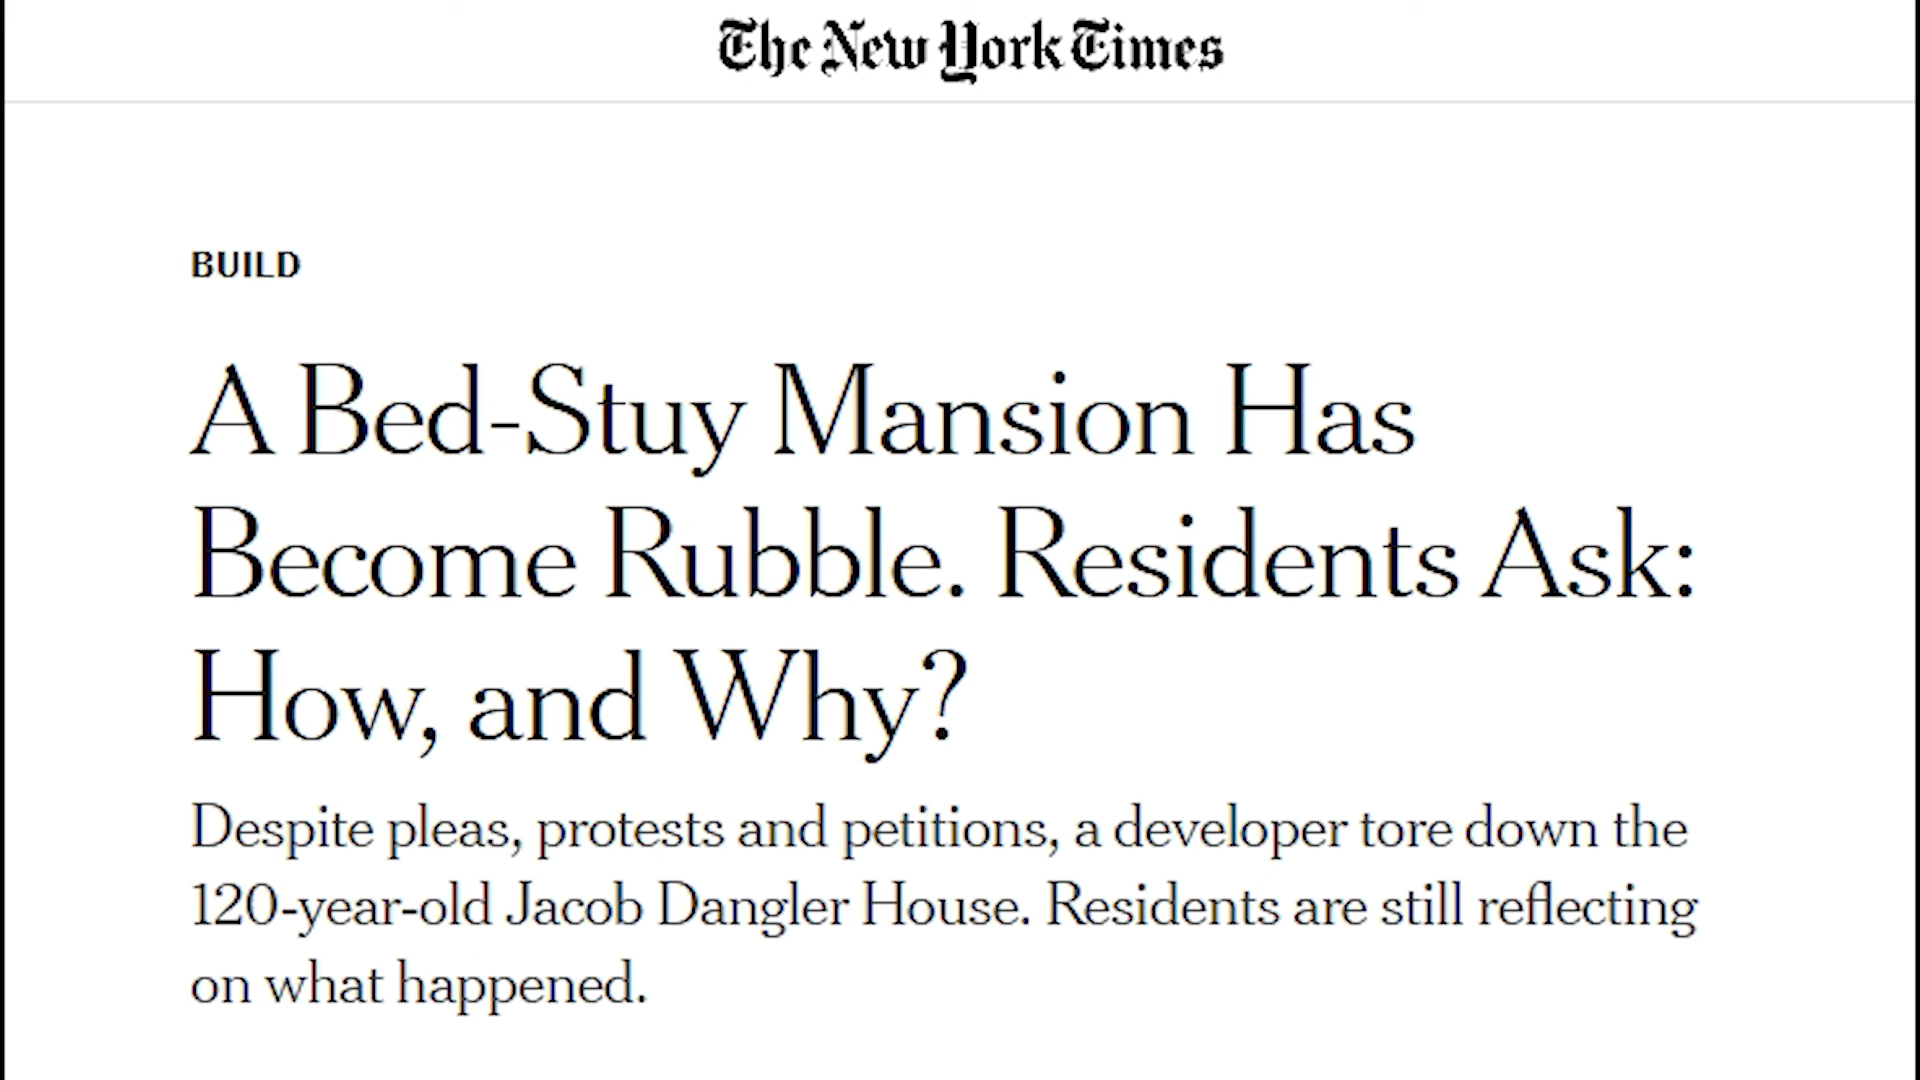 The New York Times
BUILD
A Bed-Stuy Mansion Has
Become Rubble. Residents Ask:
How, and Why?
Despite pleas, protests and petitions, a developer tore down the
120-year-old Jacob Dangler House. Residents are still reflecting
on what happened.